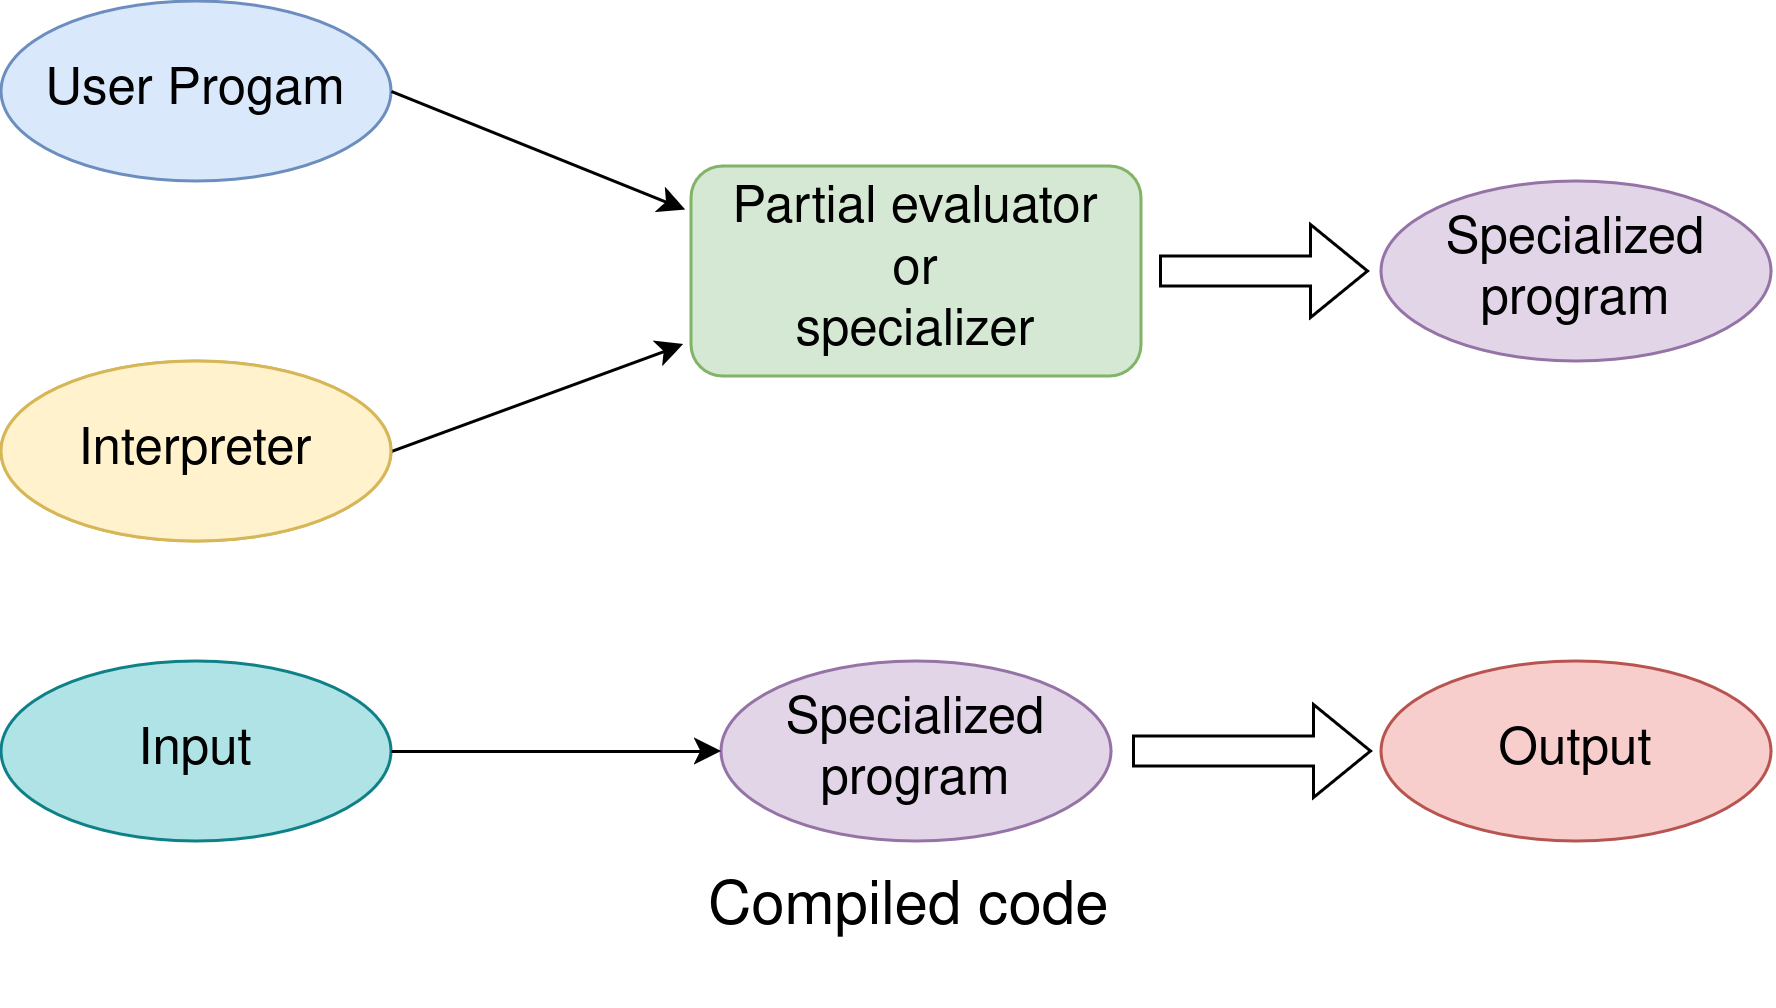 User Progam
Partial evaluator
or
specializer
Specialized
program
Interpreter
Input
Specialized
program
Output
Compiled code